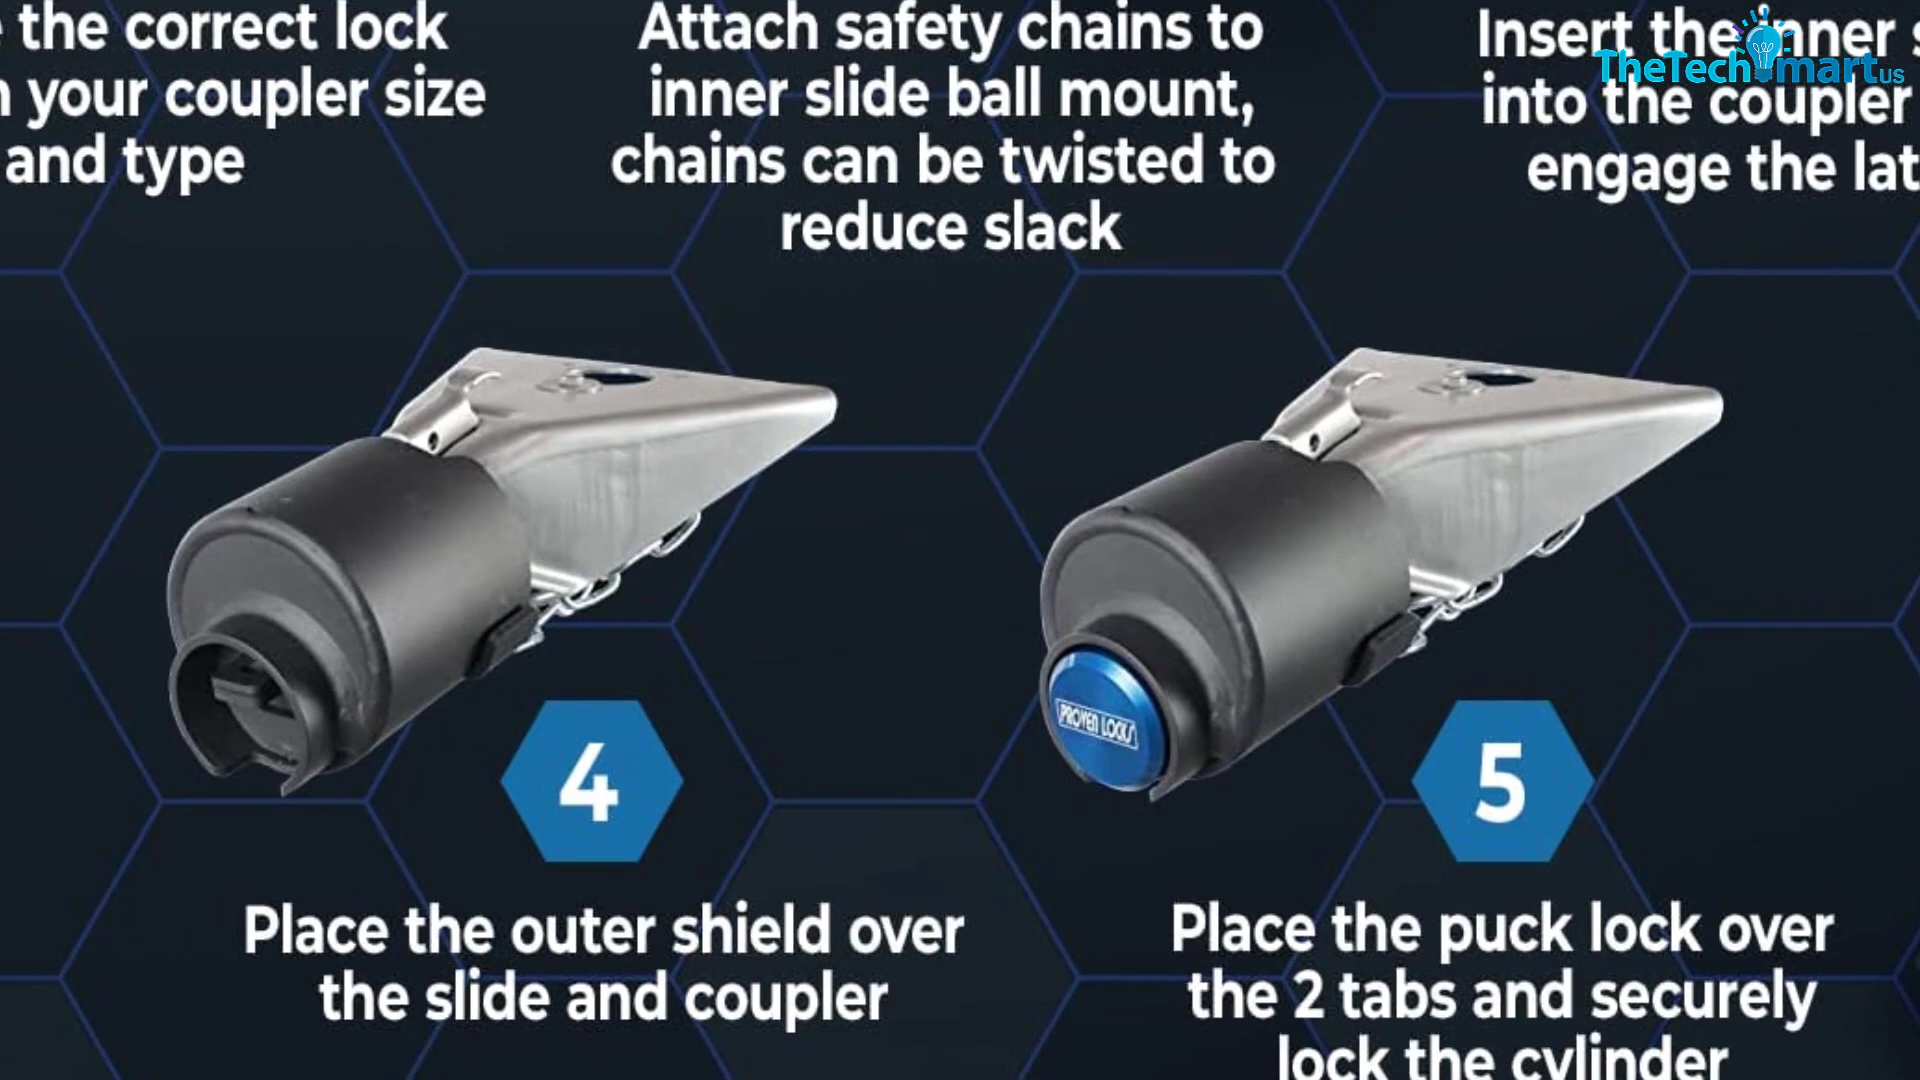 the correct lock
your coupler size
and type
Attach safety chains to
inner slide ball mount,
chains can be twisted to
reduce slack
Insert the inner
into the coupler
engage the
TheTechmart US
PROVEN LOCKS
4
5
Place the outer shield over
the slide and coupler
Place the puck lock over
the 2 tabs and securely
lock the cylinder